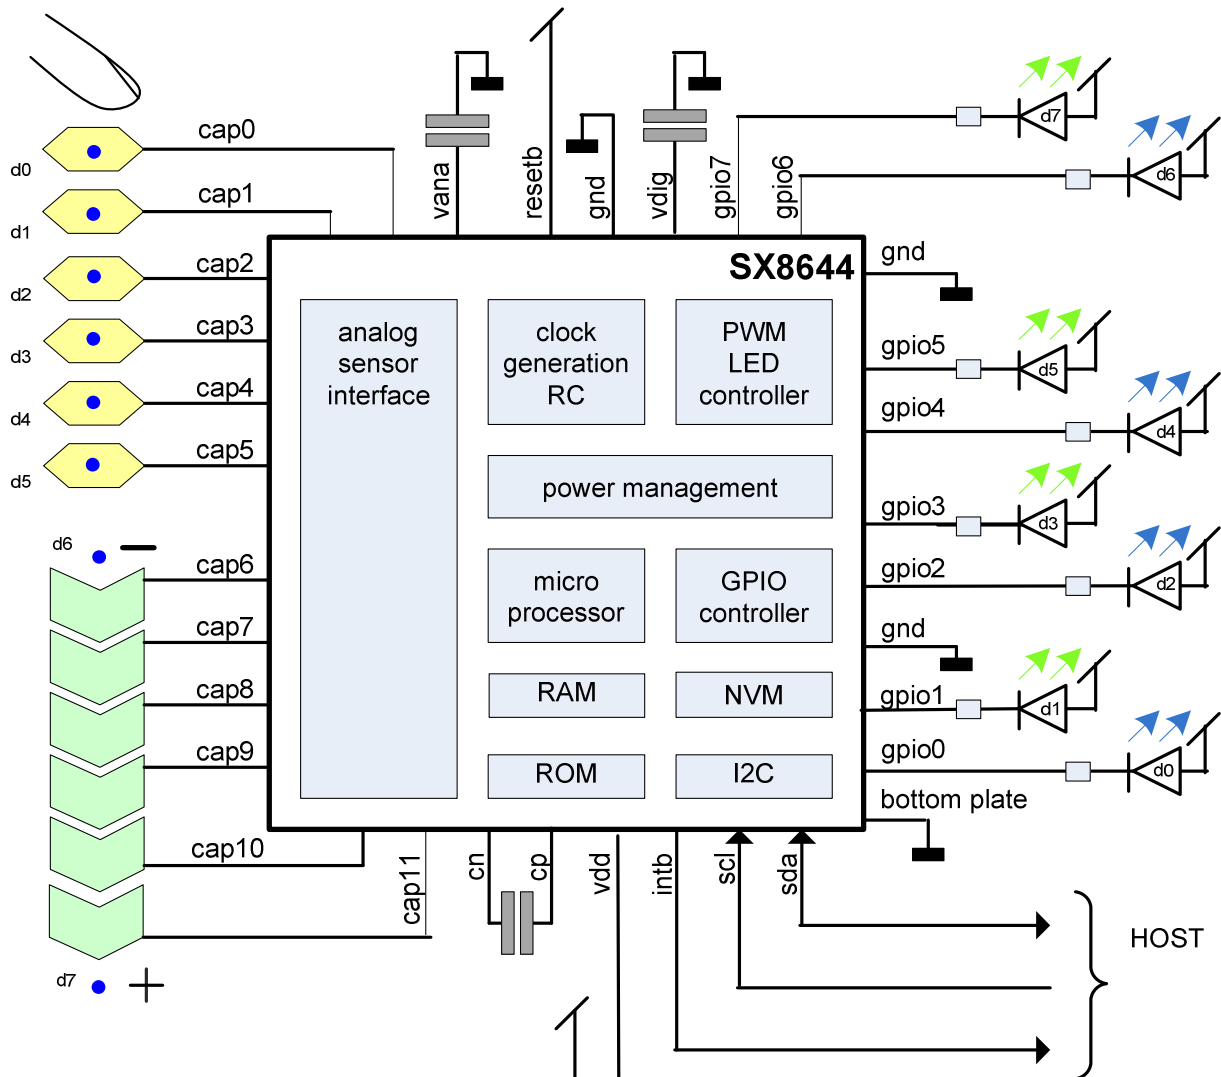 cap0
d0
cap1
d1
cap2
d2
cap3
d3
cap4
d4
cap5
d5
d6
cap6
cap7
cap8
cap9
cap10
d7
vana
resetb
gnd
vdig
gpio7
gpio6
d7
d6
SX8644
analog
sensor
interface
clock
generation
RC
PWM
LED
controller
power management
micro
processor
GPIO
controller
RAM
NVM
ROM
I2C
gnd
gpio5
d5
gpio4
d4
gpio3
d3
gpio2
d2
gnd
gpio1
d1
gpio0
d0
bottom plate
cap11
cn
cp
vdd
intb
scl
sda
HOST